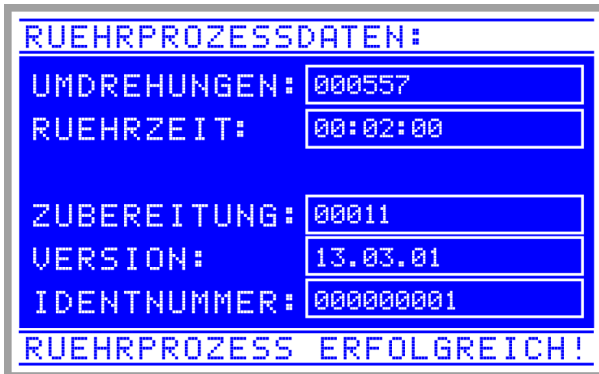 RUEHRPROZESSDATEN:
UMDREHUNGEN: 000557
RUEHRZEIT: 00:02:00
ZUBEREITUNG: 00011
VERSION: 13.03.01
IDENTNUMMER: 000000001
RUEHRPROZESS ERFOLGREICH!